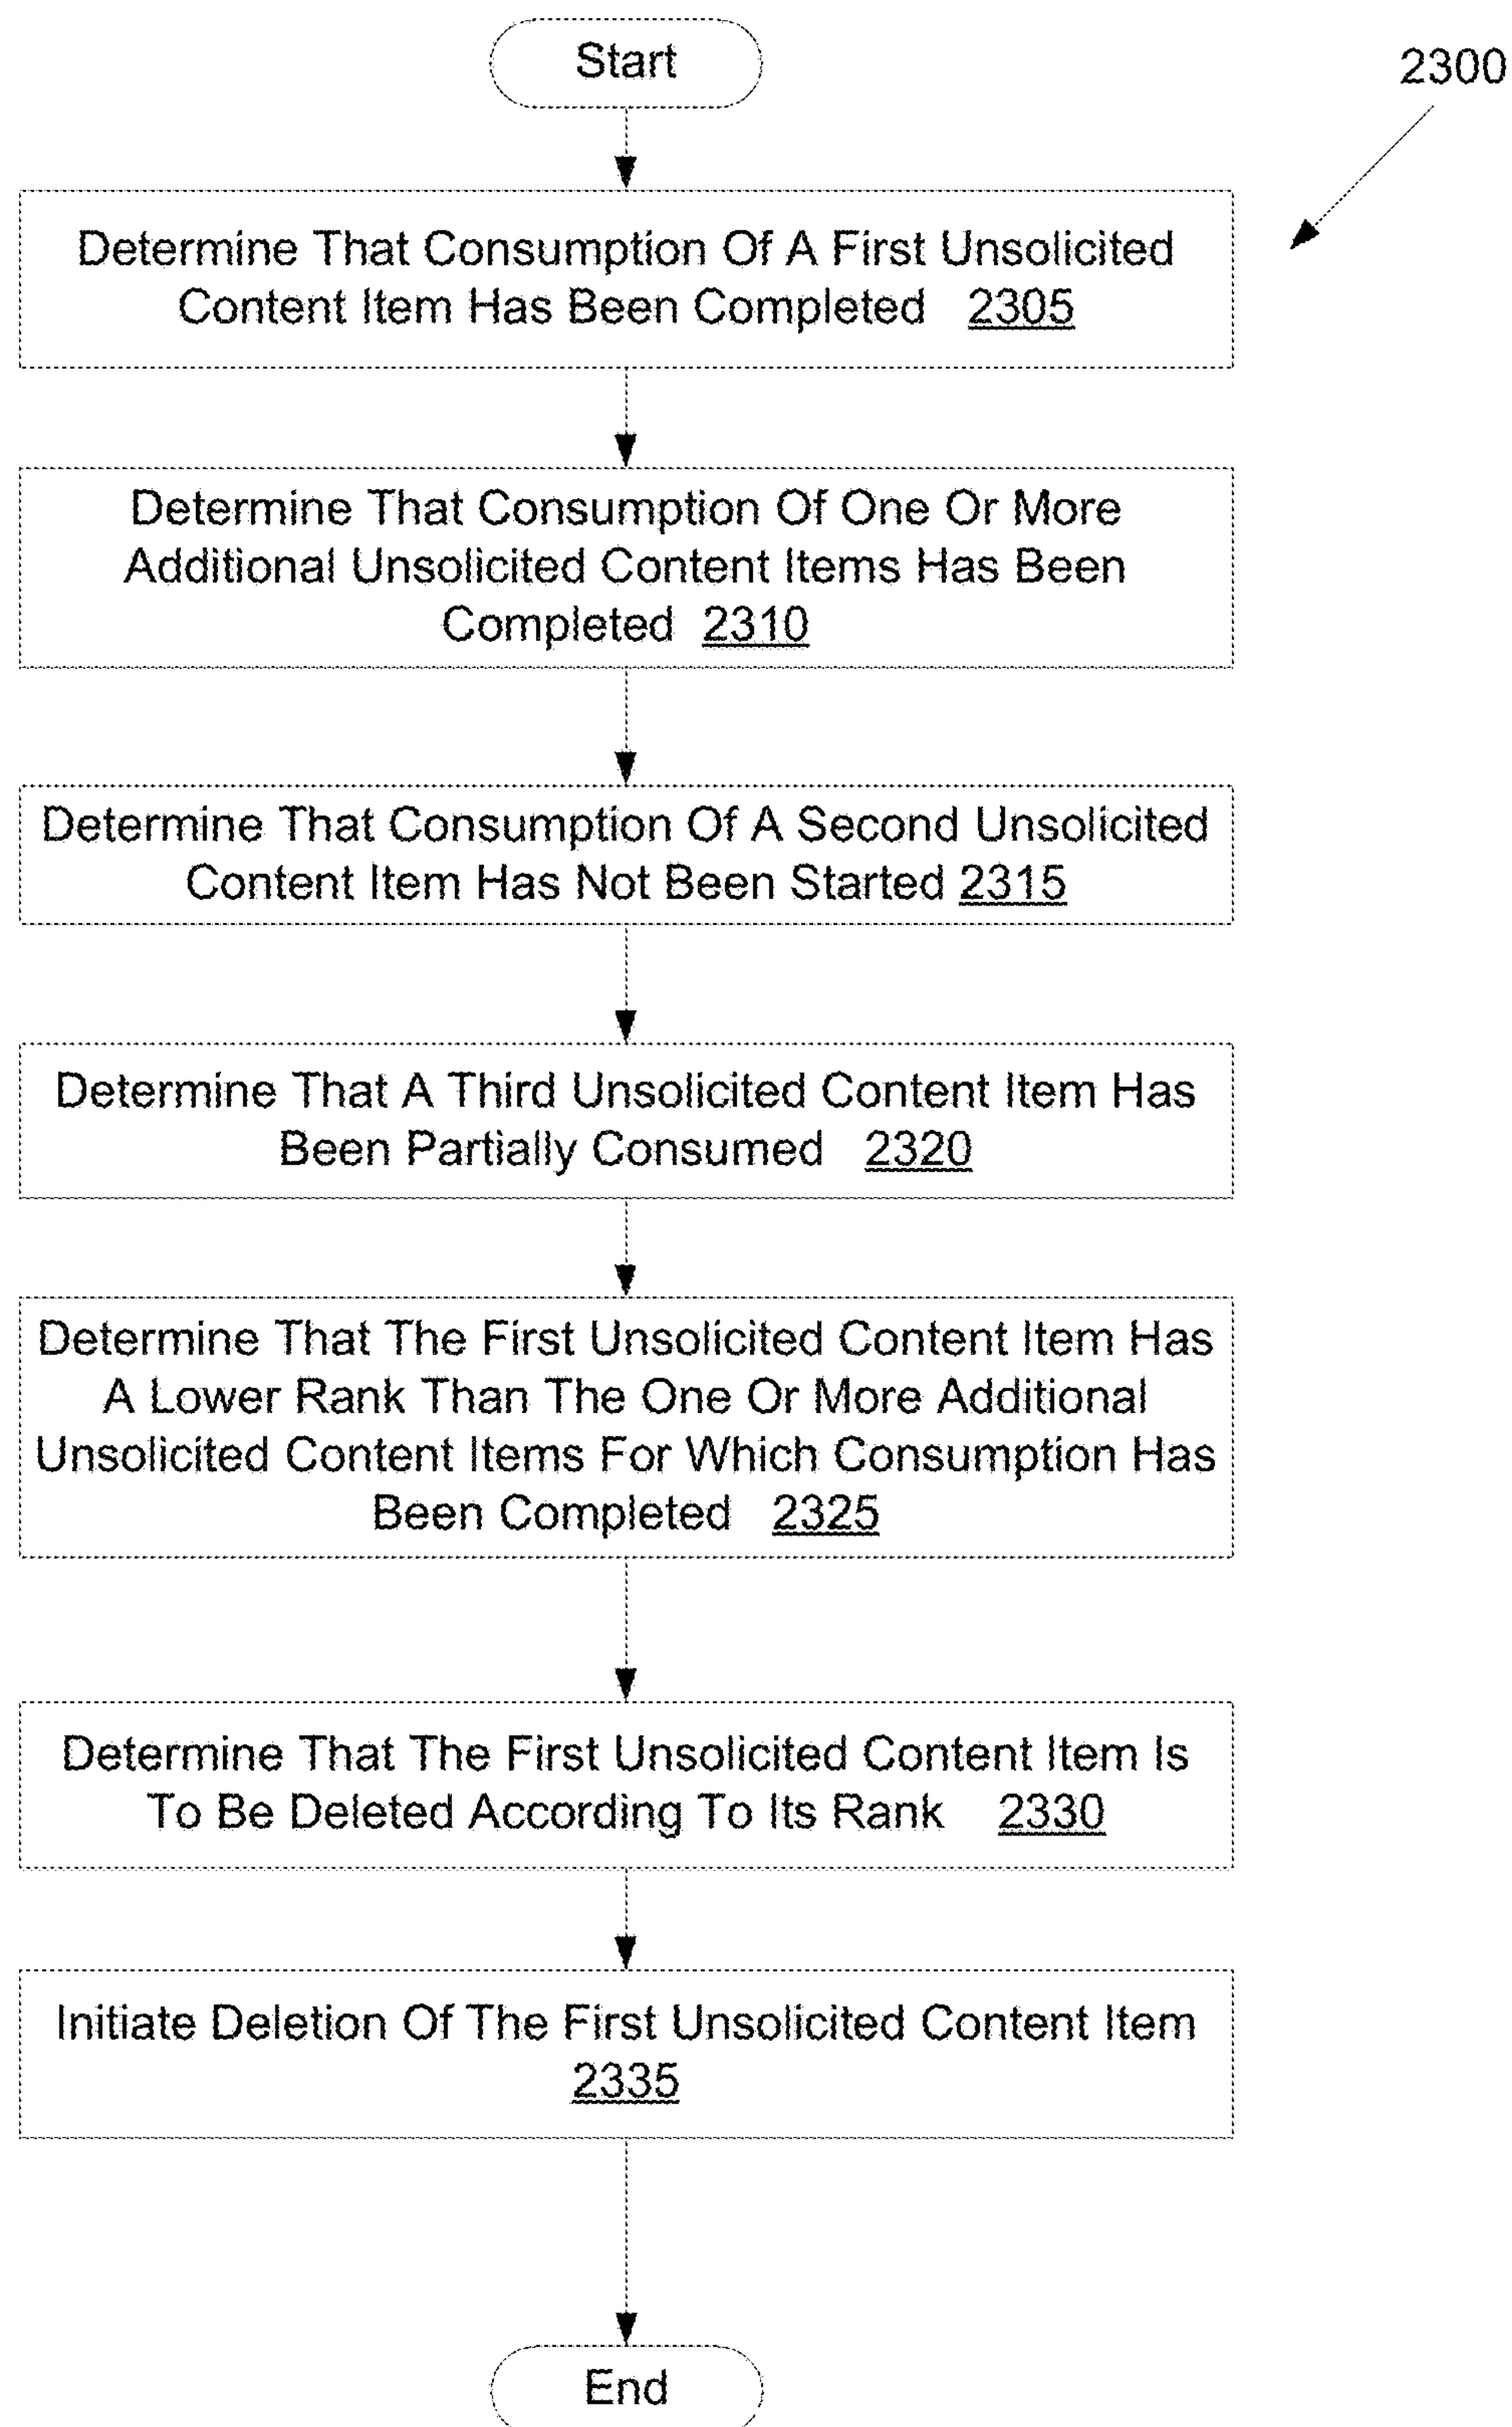 Start
2300
Determine That Consumption Of A First Unsolicited
Content Item Has Been Completed 2305
Determine That Consumption Of One Or More
Additional Unsolicited Content Items Has Been
Completed 2310
Determine That Consumption Of A Second Unsolicited
Content Item Has Not Been Started 2315
Determine That A Third Unsolicited Content Item Has
Been Partially Consumed 2320
Determine That The First Unsolicited Content Item Has
A Lower Rank Than The One Or More Additional
Unsolicited Content Items For Which Consumption Has
Been Completed 2325
Determine That The First Unsolicited Content Item Is
To Be Deleted According To Its Rank 2330
Initiate Deletion Of The First Unsolicited Content Item
2335
End